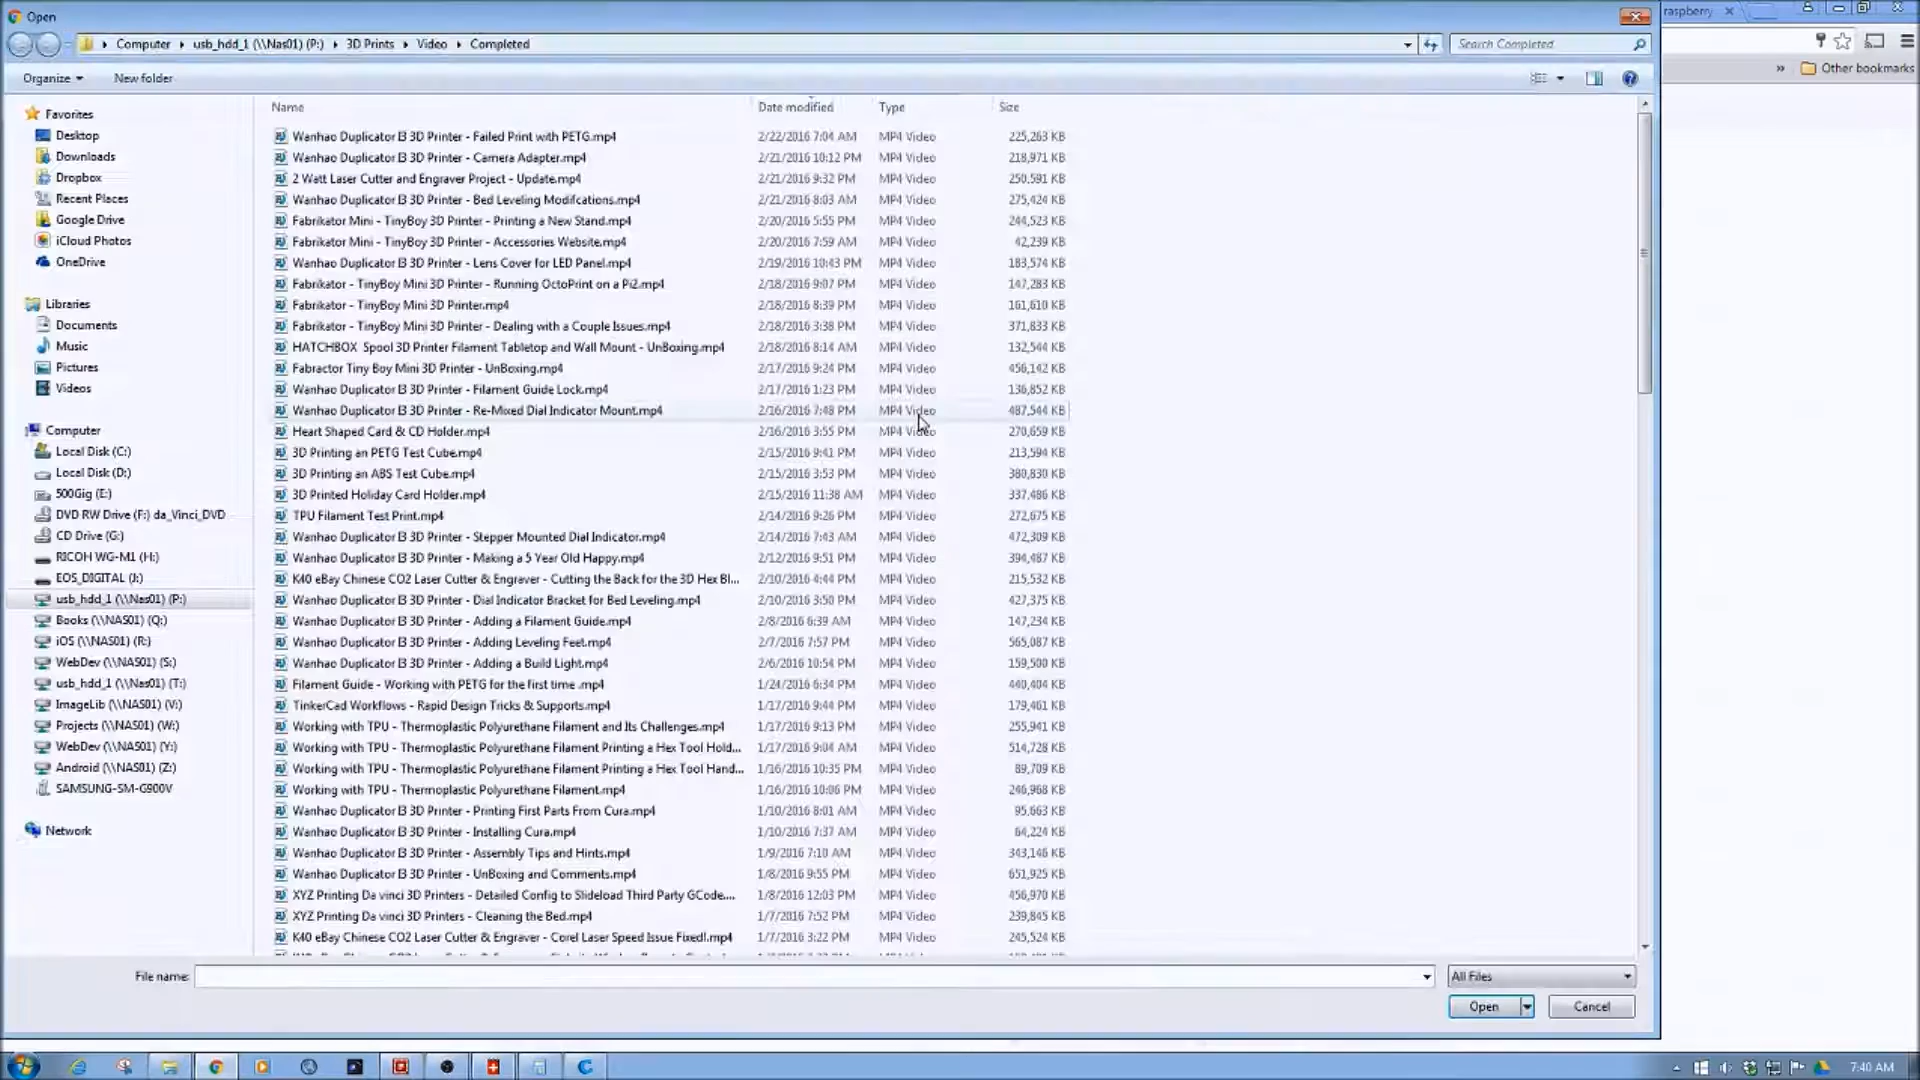 Open
raspberry
Computer usb_hdd_1 (\\Nas01) (P:) 3D Prints Video Completed
Search Completed
Organize New folder
» Other bookmarks
Name Date modified Type Size
Favorites
Desktop
Downloads
Dropbox
Recent Places
Google Drive
iCloud Photos
OneDrive
Libraries
Documents
Music
Pictures
Videos
Computer
Local Disk (C:)
Local Disk (D:)
500Gig (E:)
DVD RW Drive (F:) da_Vinci_DVD
CD Drive (G:)
RICOH WG-M1 (H:)
EOS_DIGITAL (J:)
usb_hdd_1 (\\Nas01) (P:)
Books (\\NAS01) (Q:)
iOS (\\NAS01) (R:)
WebDev (\\NAS01) (S:)
usb_hdd_1 (\\Nas01) (T:)
ImageLib (\\NAS01) (V:)
Projects (\\NAS01) (W:)
WebDev (\\NAS01) (Y:)
Android (\\NAS01) (Z:)
SAMSUNG-SM-G900V
Network
Wanhao Duplicator I3 3D Printer - Failed Print with PETG.mp4 2/22/2016 7:04 AM MP4 Video 225,263 KB
Wanhao Duplicator I3 3D Printer - Camera Adapter.mp4 2/21/2016 10:12 PM MP4 Video 218,971 KB
2 Watt Laser Cutter and Engraver Project - Update.mp4 2/21/2016 9:32 PM MP4 Video 250,591 KB
Wanhao Duplicator I3 3D Printer - Bed Leveling Modifcations.mp4 2/21/2016 8:03 AM MP4 Video 275,424 KB
Fabrikator Mini - TinyBoy 3D Printer - Printing a New Stand.mp4 2/20/2016 5:55 PM MP4 Video 244,523 KB
Fabrikator Mini - TinyBoy 3D Printer - Accessories Website.mp4 2/20/2016 7:59 AM MP4 Video 42,239 KB
Wanhao Duplicator I3 3D Printer - Lens Cover for LED Panel.mp4 2/19/2016 10:43 PM MP4 Video 183,574 KB
Fabrikator - TinyBoy Mini 3D Printer - Running OctoPrint on a Pi2.mp4 2/18/2016 9:07 PM MP4 Video 147,283 KB
Fabrikator - TinyBoy Mini 3D Printer.mp4 2/18/2016 8:39 PM MP4 Video 161,610 KB
Fabrikator - TinyBoy Mini 3D Printer - Dealing with a Couple Issues.mp4 2/18/2016 3:38 PM MP4 Video 371,833 KB
HATCHBOX Spool 3D Printer Filament Tabletop and Wall Mount - UnBoxing.mp4 2/18/2016 8:14 AM MP4 Video 132,544 KB
Fabractor Tiny Boy Mini 3D Printer - UnBoxing.mp4 2/17/2016 9:24 PM MP4 Video 456,142 KB
Wanhao Duplicator I3 3D Printer - Filament Guide Lock.mp4 2/17/2016 1:23 PM MP4 Video 136,852 KB
Wanhao Duplicator I3 3D Printer - Re-Mixed Dial Indicator Mount.mp4 2/16/2016 7:48 PM MP4 Video 487,544 KB
Heart Shaped Card & CD Holder.mp4 2/16/2016 3:55 PM MP4 Video 270,659 KB
3D Printing an PETG Test Cube.mp4 2/15/2016 9:41 PM MP4 Video 213,594 KB
3D Printing an ABS Test Cube.mp4 2/15/2016 3:53 PM MP4 Video 380,830 KB
3D Printed Holiday Card Holder.mp4 2/15/2016 11:38 AM MP4 Video 337,486 KB
TPU Filament Test Print.mp4 2/14/2016 9:26 PM MP4 Video 272,675 KB
Wanhao Duplicator I3 3D Printer - Stepper Mounted Dial Indicator.mp4 2/14/2016 7:43 AM MP4 Video 472,309 KB
Wanhao Duplicator I3 3D Printer - Making a 5 Year Old Happy.mp4 2/12/2016 9:51 PM MP4 Video 394,487 KB
K40 eBay Chinese CO2 Laser Cutter & Engraver - Cutting the Back for the 3D Hex Bl... 2/10/2016 4:44 PM MP4 Video 215,532 KB
Wanhao Duplicator I3 3D Printer - Dial Indicator Bracket for Bed Leveling.mp4 2/10/2016 3:50 PM MP4 Video 427,375 KB
Wanhao Duplicator I3 3D Printer - Adding a Filament Guide.mp4 2/8/2016 6:39 AM MP4 Video 147,234 KB
Wanhao Duplicator I3 3D Printer - Adding Leveling Feet.mp4 2/7/2016 7:57 PM MP4 Video 565,087 KB
Wanhao Duplicator I3 3D Printer - Adding a Build Light.mp4 2/6/2016 10:54 PM MP4 Video 159,500 KB
Filament Guide - Working with PETG for the first time .mp4 1/24/2016 6:34 PM MP4 Video 440,404 KB
TinkerCad Workflows - Rapid Design Tricks & Supports.mp4 1/17/2016 9:44 PM MP4 Video 179,461 KB
Working with TPU - Thermoplastic Polyurethane Filament and Its Challenges.mp4 1/17/2016 9:13 PM MP4 Video 255,941 KB
Working with TPU - Thermoplastic Polyurethane Filament Printing a Hex Tool Hold... 1/17/2016 9:04 AM MP4 Video 514,728 KB
Working with TPU - Thermoplastic Polyurethane Filament Printing a Hex Tool Hand... 1/16/2016 10:35 PM MP4 Video 89,709 KB
Working with TPU - Thermoplastic Polyurethane Filament.mp4 1/16/2016 10:06 PM MP4 Video 246,968 KB
Wanhao Duplicator I3 3D Printer - Printing First Parts From Cura.mp4 1/10/2016 8:01 AM MP4 Video 95,663 KB
Wanhao Duplicator I3 3D Printer - Installing Cura.mp4 1/10/2016 7:37 AM MP4 Video 64,224 KB
Wanhao Duplicator I3 3D Printer - Assembly Tips and Hints.mp4 1/9/2016 7:10 AM MP4 Video 343,146 KB
Wanhao Duplicator I3 3D Printer - UnBoxing and Comments.mp4 1/8/2016 9:55 PM MP4 Video 651,925 KB
XYZ Printing Da vinci 3D Printers - Detailed Config to Slideload Third Party GCode.... 1/8/2016 12:03 PM MP4 Video 456,970 KB
XYZ Printing Da vinci 3D Printers - Cleaning the Bed.mp4 1/7/2016 7:52 PM MP4 Video 239,845 KB
K40 eBay Chinese CO2 Laser Cutter & Engraver - Corel Laser Speed Issue Fixed!.mp4 1/7/2016 3:22 PM MP4 Video 245,524 KB
File name: All Files
Open Cancel
7:40 AM